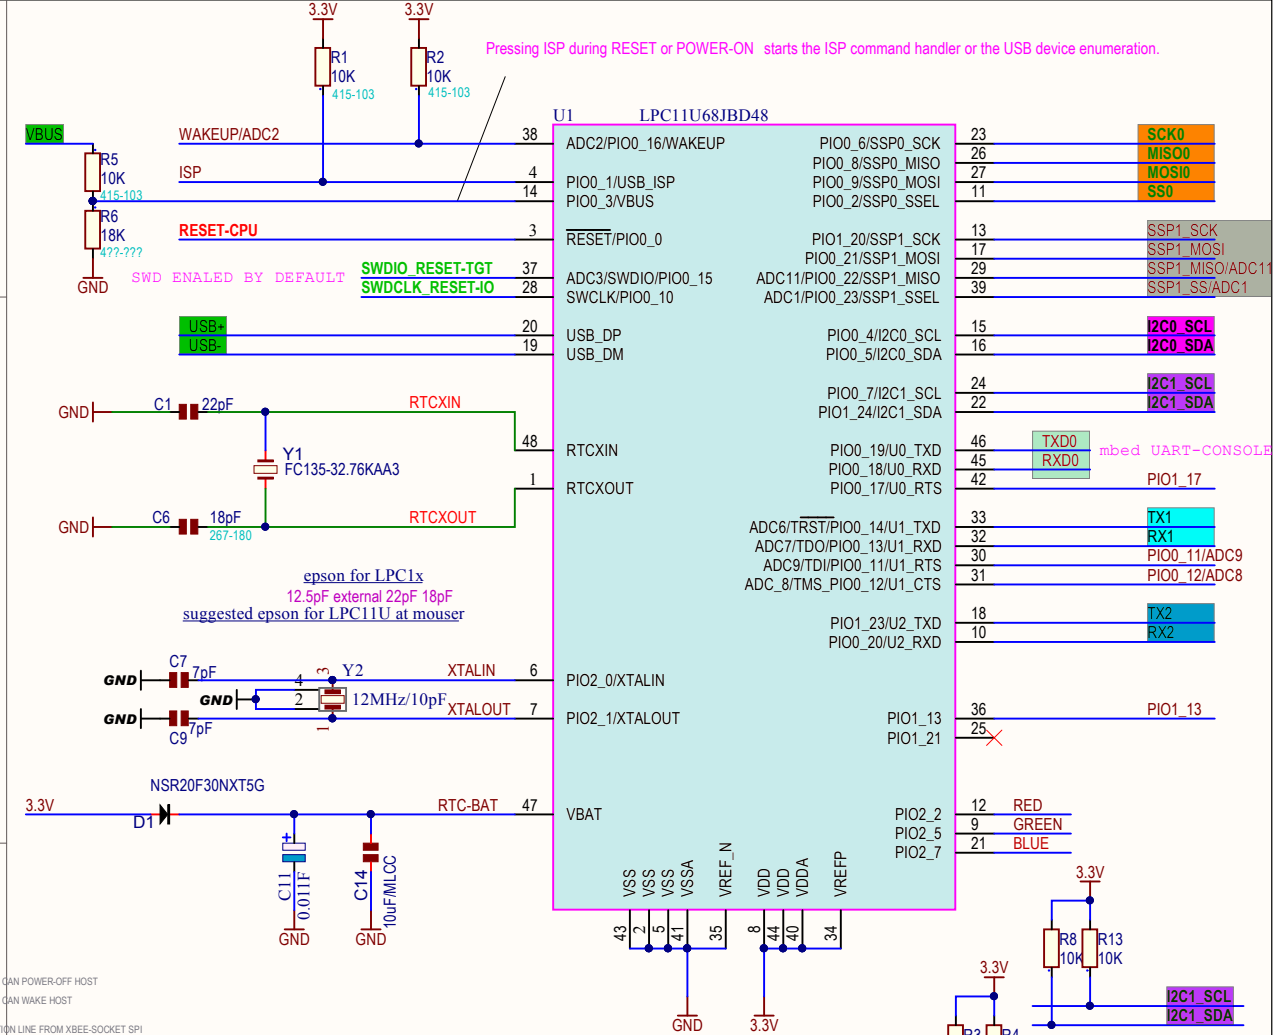 3.3V
3.3V
R1
10K
415-103
R2
10K
415-103
Pressing ISP during RESET or POWER-ON starts the ISP command handler or the USB device enumeration.
U1
LPC11U68JBD48
VBUS
R5
10K
415-103
R6
18K
4??-???
GND
WAKEUP/ADC2
38
ADC2/PIO0_16/WAKEUP
ISP
4
PIO0_1/USB_ISP
14
PIO0_3/VBUS
RESET-CPU
3
RESET/PIO0_0
SWD ENALED BY DEFAULT
SWDIO_RESET-TGT
37
ADC3/SWDIO/PIO0_15
SWDCLK_RESET-IO
28
SWCLK/PIO0_10
USB+
20
USB_DP
USB-
19
USB_DM
GND
C1
22pF
RTCXIN
48
RTCXIN
Y1
FC135-32.76KAA3
1
RTCXOUT
GND
C6
18pF
267-180
RTCXOUT
epson for LPC1x
12.5pF external 22pF 18pF
suggested epson for LPC11U at mouser
GND
C7
7pF
XTALIN
6
PIO2_0/XTALIN
GND
4
2
3
1
Y2
12MHz/10pF
GND
C9
7pF
XTALOUT
7
PIO2_1/XTALOUT
3.3V
NSR20F30NXT5G
D1
RTC-BAT
47
VBAT
C11
0.011F
GND
C14
10uF/MLCC
GND
PIO0_6/SSP0_SCK
23
SCK0
PIO0_8/SSP0_MISO
26
MISO0
PIO0_9/SSP0_MOSI
27
MOSI0
PIO0_2/SSP0_SSEL
11
SS0
PIO1_20/SSP1_SCK
13
SSP1_SCK
PIO0_21/SSP1_MOSI
17
SSP1_MOSI
ADC11/PIO0_22/SSP1_MISO
29
SSP1_MISO/ADC11
ADC1/PIO0_23/SSP1_SSEL
39
SSP1_SS/ADC1
PIO0_4/I2C0_SCL
15
I2C0_SCL
PIO0_5/I2C0_SDA
16
I2C0_SDA
PIO0_7/I2C1_SCL
24
I2C1_SCL
PIO1_24/I2C1_SDA
22
I2C1_SDA
PIO0_19/U0_TXD
46
TXD0
mbed UART-CONSOLE
PIO0_18/U0_RXD
45
RXD0
PIO0_17/U0_RTS
42
PIO1_17
ADC6/TRST/PIO0_14/U1_TXD
33
TX1
ADC7/TDO/PIO0_13/U1_RXD
32
RX1
ADC9/TDI/PIO0_11/U1_RTS
30
PIO0_11/ADC9
ADC_8/TMS_PIO0_12/U1_CTS
31
PIO0_12/ADC8
PIO1_23/U2_TXD
18
TX2
PIO0_20/U2_RXD
10
RX2
PIO1_13
36
PIO1_13
PIO1_21
25
PIO2_2
12
RED
PIO2_5
9
GREEN
PIO2_7
21
BLUE
VSS
VSS
VSS
VSSA
VREF_N
VDD
VDD
VDDA
VREFP
43
2
5
41
35
8
44
40
34
GND
3.3V
3.3V
R8
10K
R13
10K
3.3V
R3
R4
I2C1_SCL
I2C1_SDA
CAN POWER-OFF HOST
CAN WAKE HOST
TION LINE FROM XBEE-SOCKET SPI